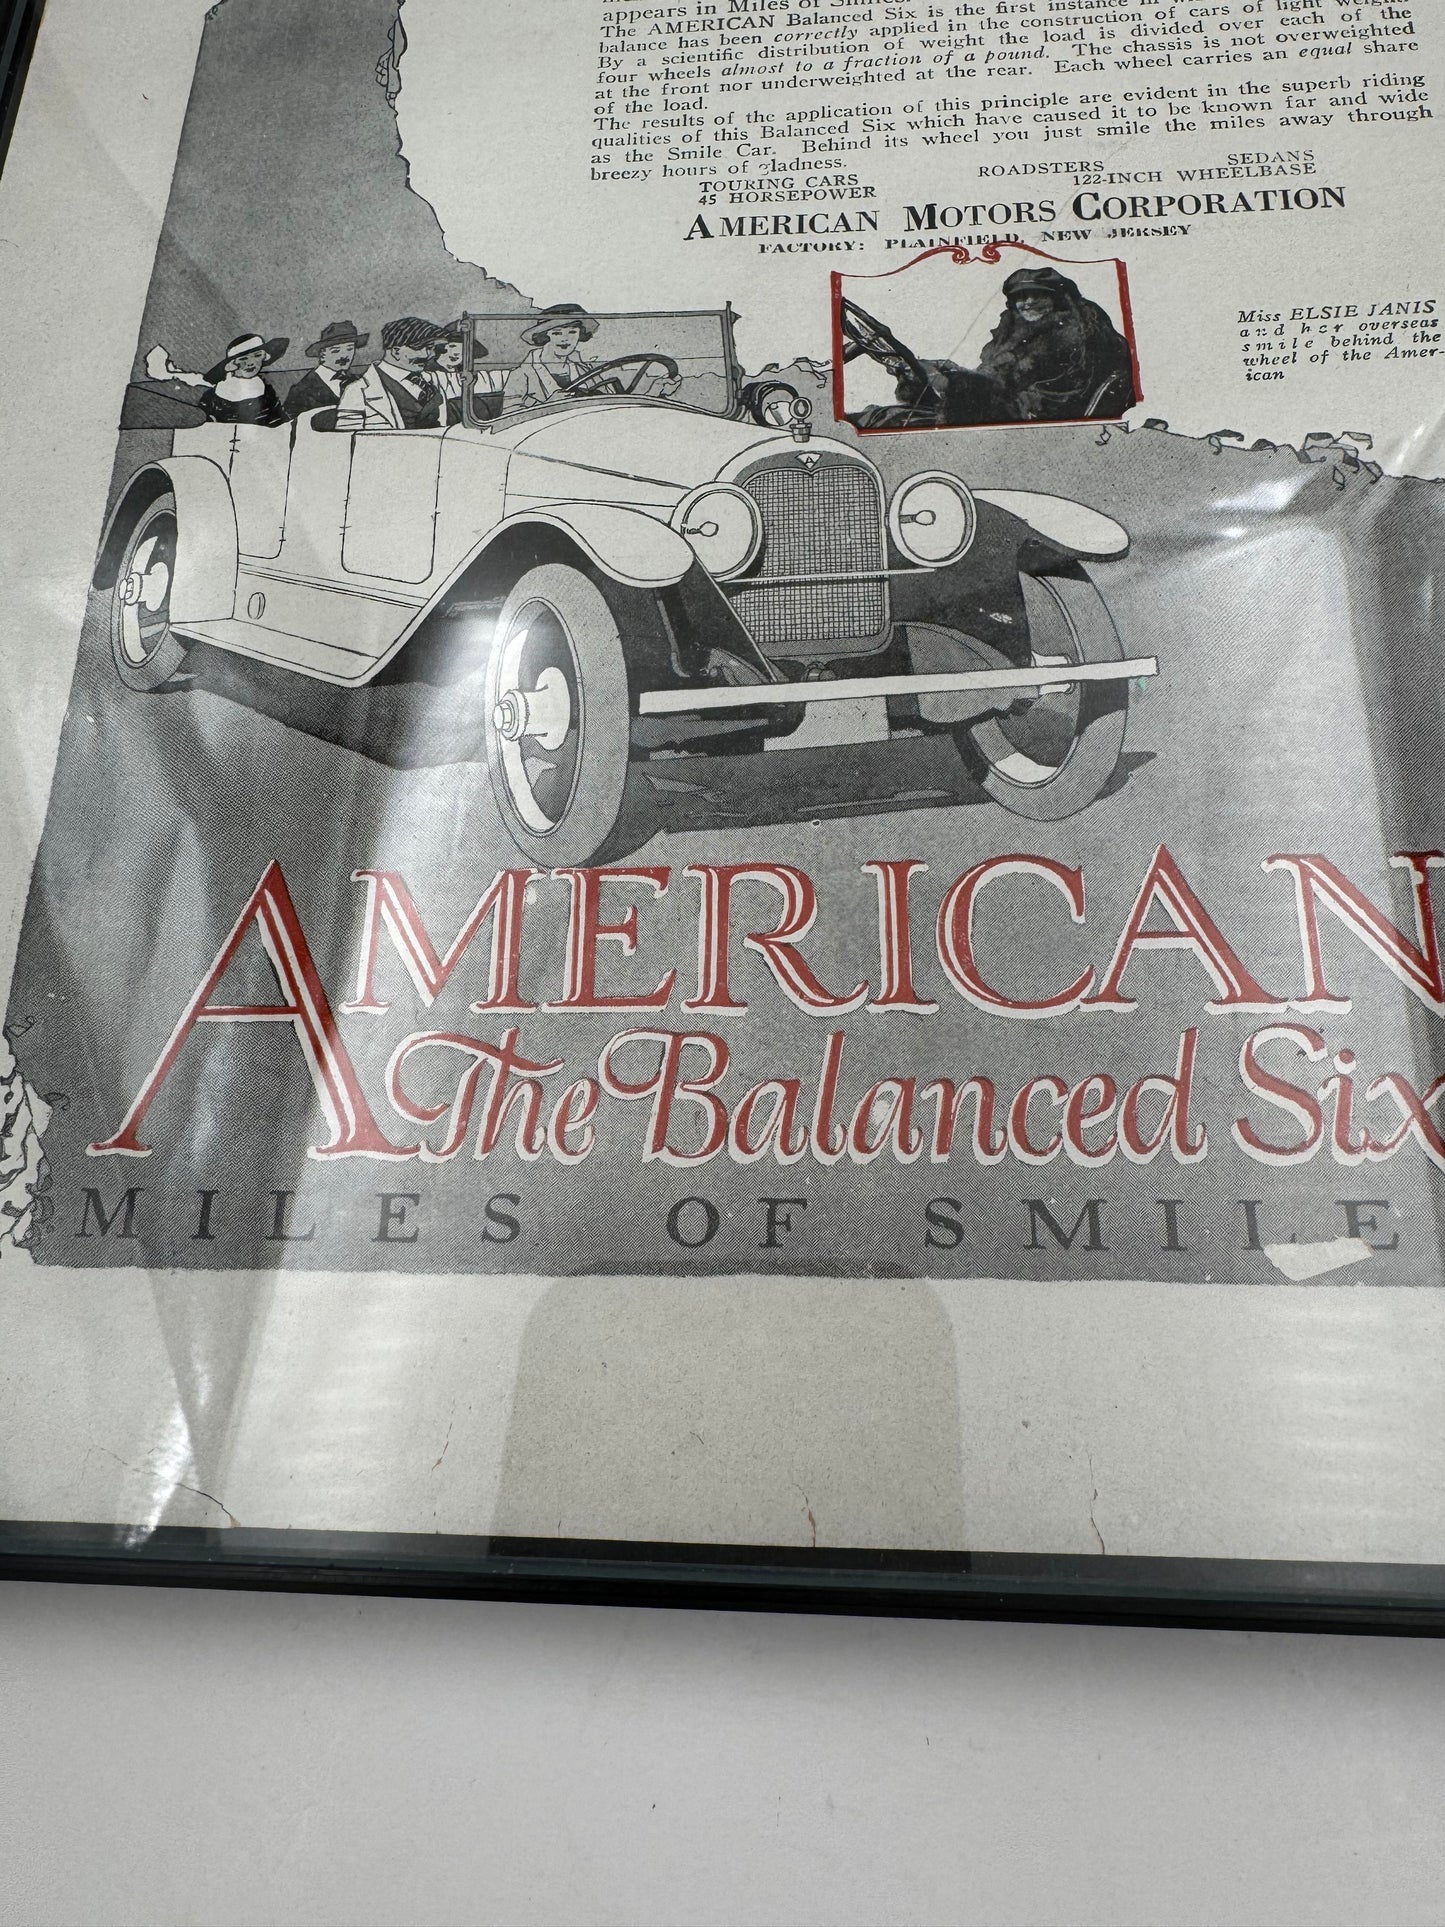 appears in Miles of Smiles.
The AMERICAN Balanced Six is the first instance in
balance has been correctly applied in the construction of cars of light weight.
By a scientific distribution of weight the load is divided over each of the
four wheels almost to a fraction of a pound. The chassis is not overweighted
at the front nor underweighted at the rear. Each wheel carries an equal share
of the load.
The results of the application of this principle are evident in the superb riding
qualities of this Balanced Six which have caused it to be known far and wide
as the Smile Car. Behind its wheel you just smile the miles away through
breezy hours of gladness.
TOURING CARS ROADSTERS SEDANS
45 HORSEPOWER 122-INCH WHEELBASE
AMERICAN MOTORS CORPORATION
FACTORY: PLAINFIELD, NEW JERSEY
Miss ELSIE JANIS
and her overseas
smile behind the
wheel of the Amer-
ican
A
AMERICAN
The Balanced Six
MILES OF SMILE